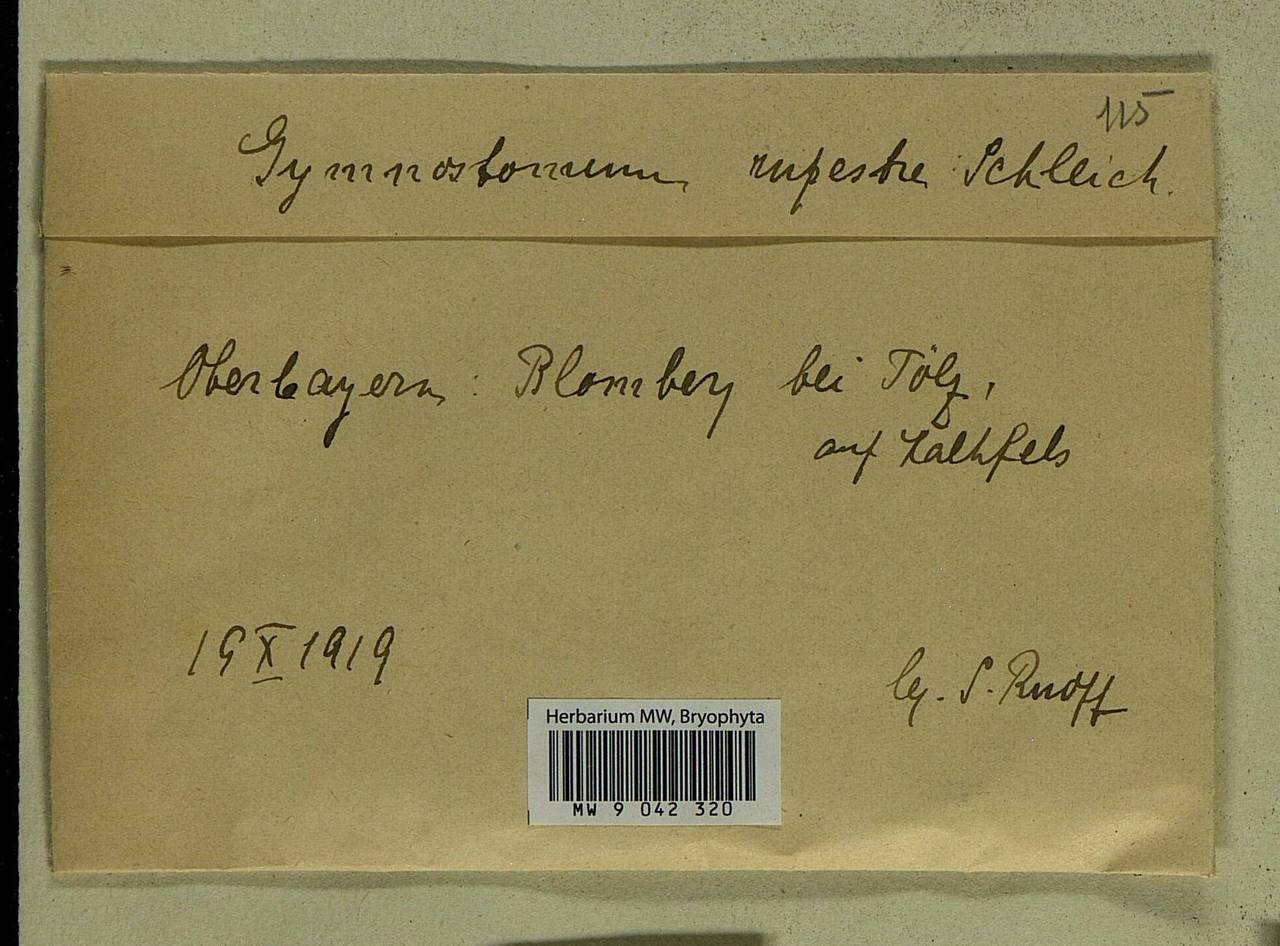 115
Gymnostomum rupestre Schleich.
Oberbayern: Blomberg bei Tölz,
auf Kalkfels
19 X 1919
lg. S. Ruoff
Herbarium MW, Bryophyta
MW 9 042 320